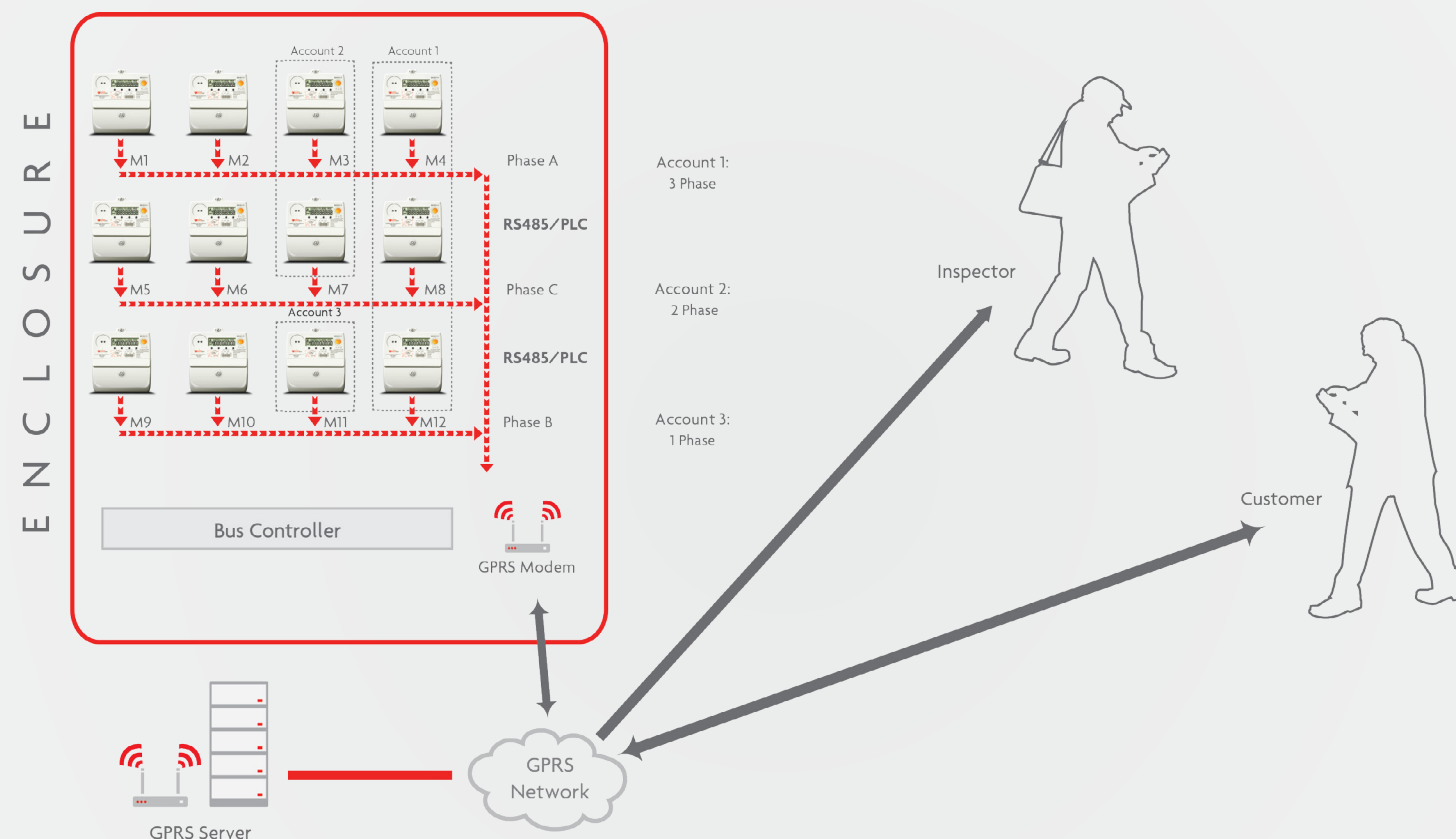 ENCLOSURE
Account 2
Account 1
M1
M2
M3
M4
Phase A
Account 1:
3 Phase
RS485/PLC
M5
M6
M7
M8
Phase C
Account 2:
2 Phase
Account 3
RS485/PLC
M9
M10
M11
M12
Phase B
Account 3:
1 Phase
Bus Controller
GPRS Modem
Inspector
Customer
GPRS
Network
GPRS Server